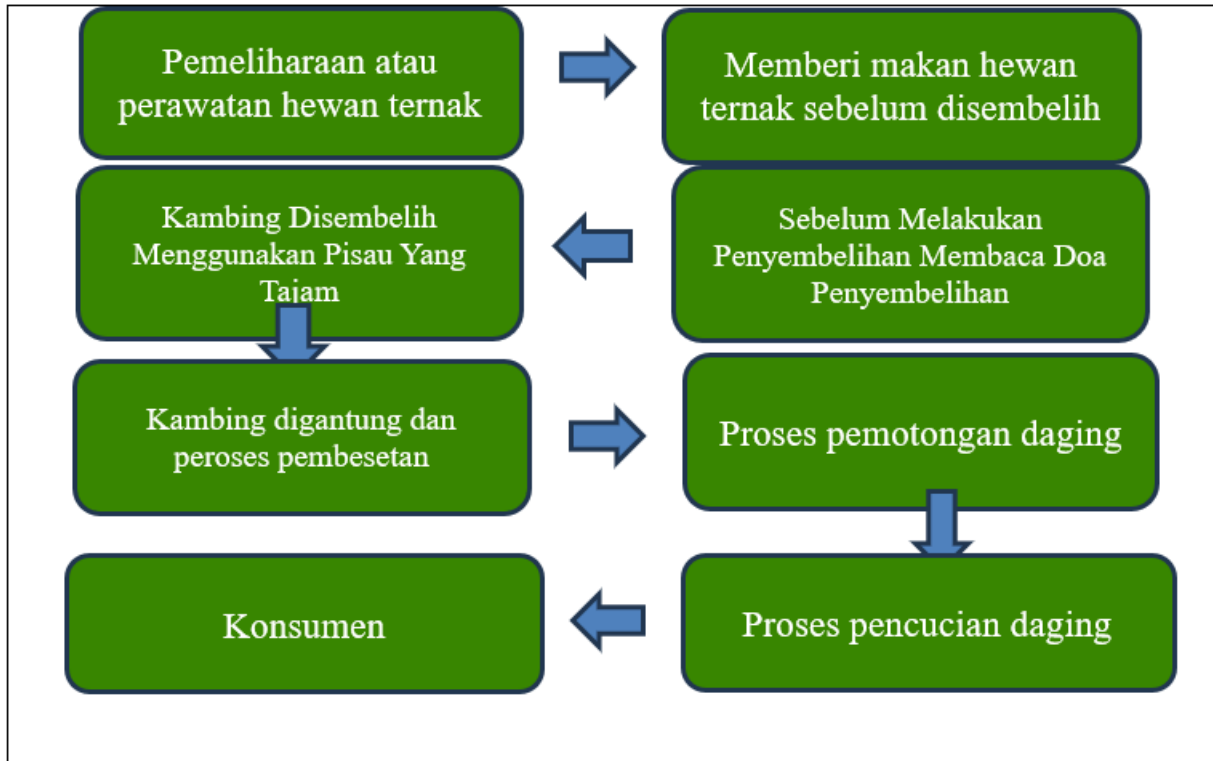 Pemeliharaan atau
perawatan hewan ternak
Memberi makan hewan
ternak sebelum disembelih
Sebelum Melakukan
Penyembelihan Membaca Doa
Penyembelihan
Kambing Disembelih
Menggunakan Pisau Yang
Tajam
Kambing digantung dan
peroses pembesetan
Proses pemotongan daging
Proses pencucian daging
Konsumen